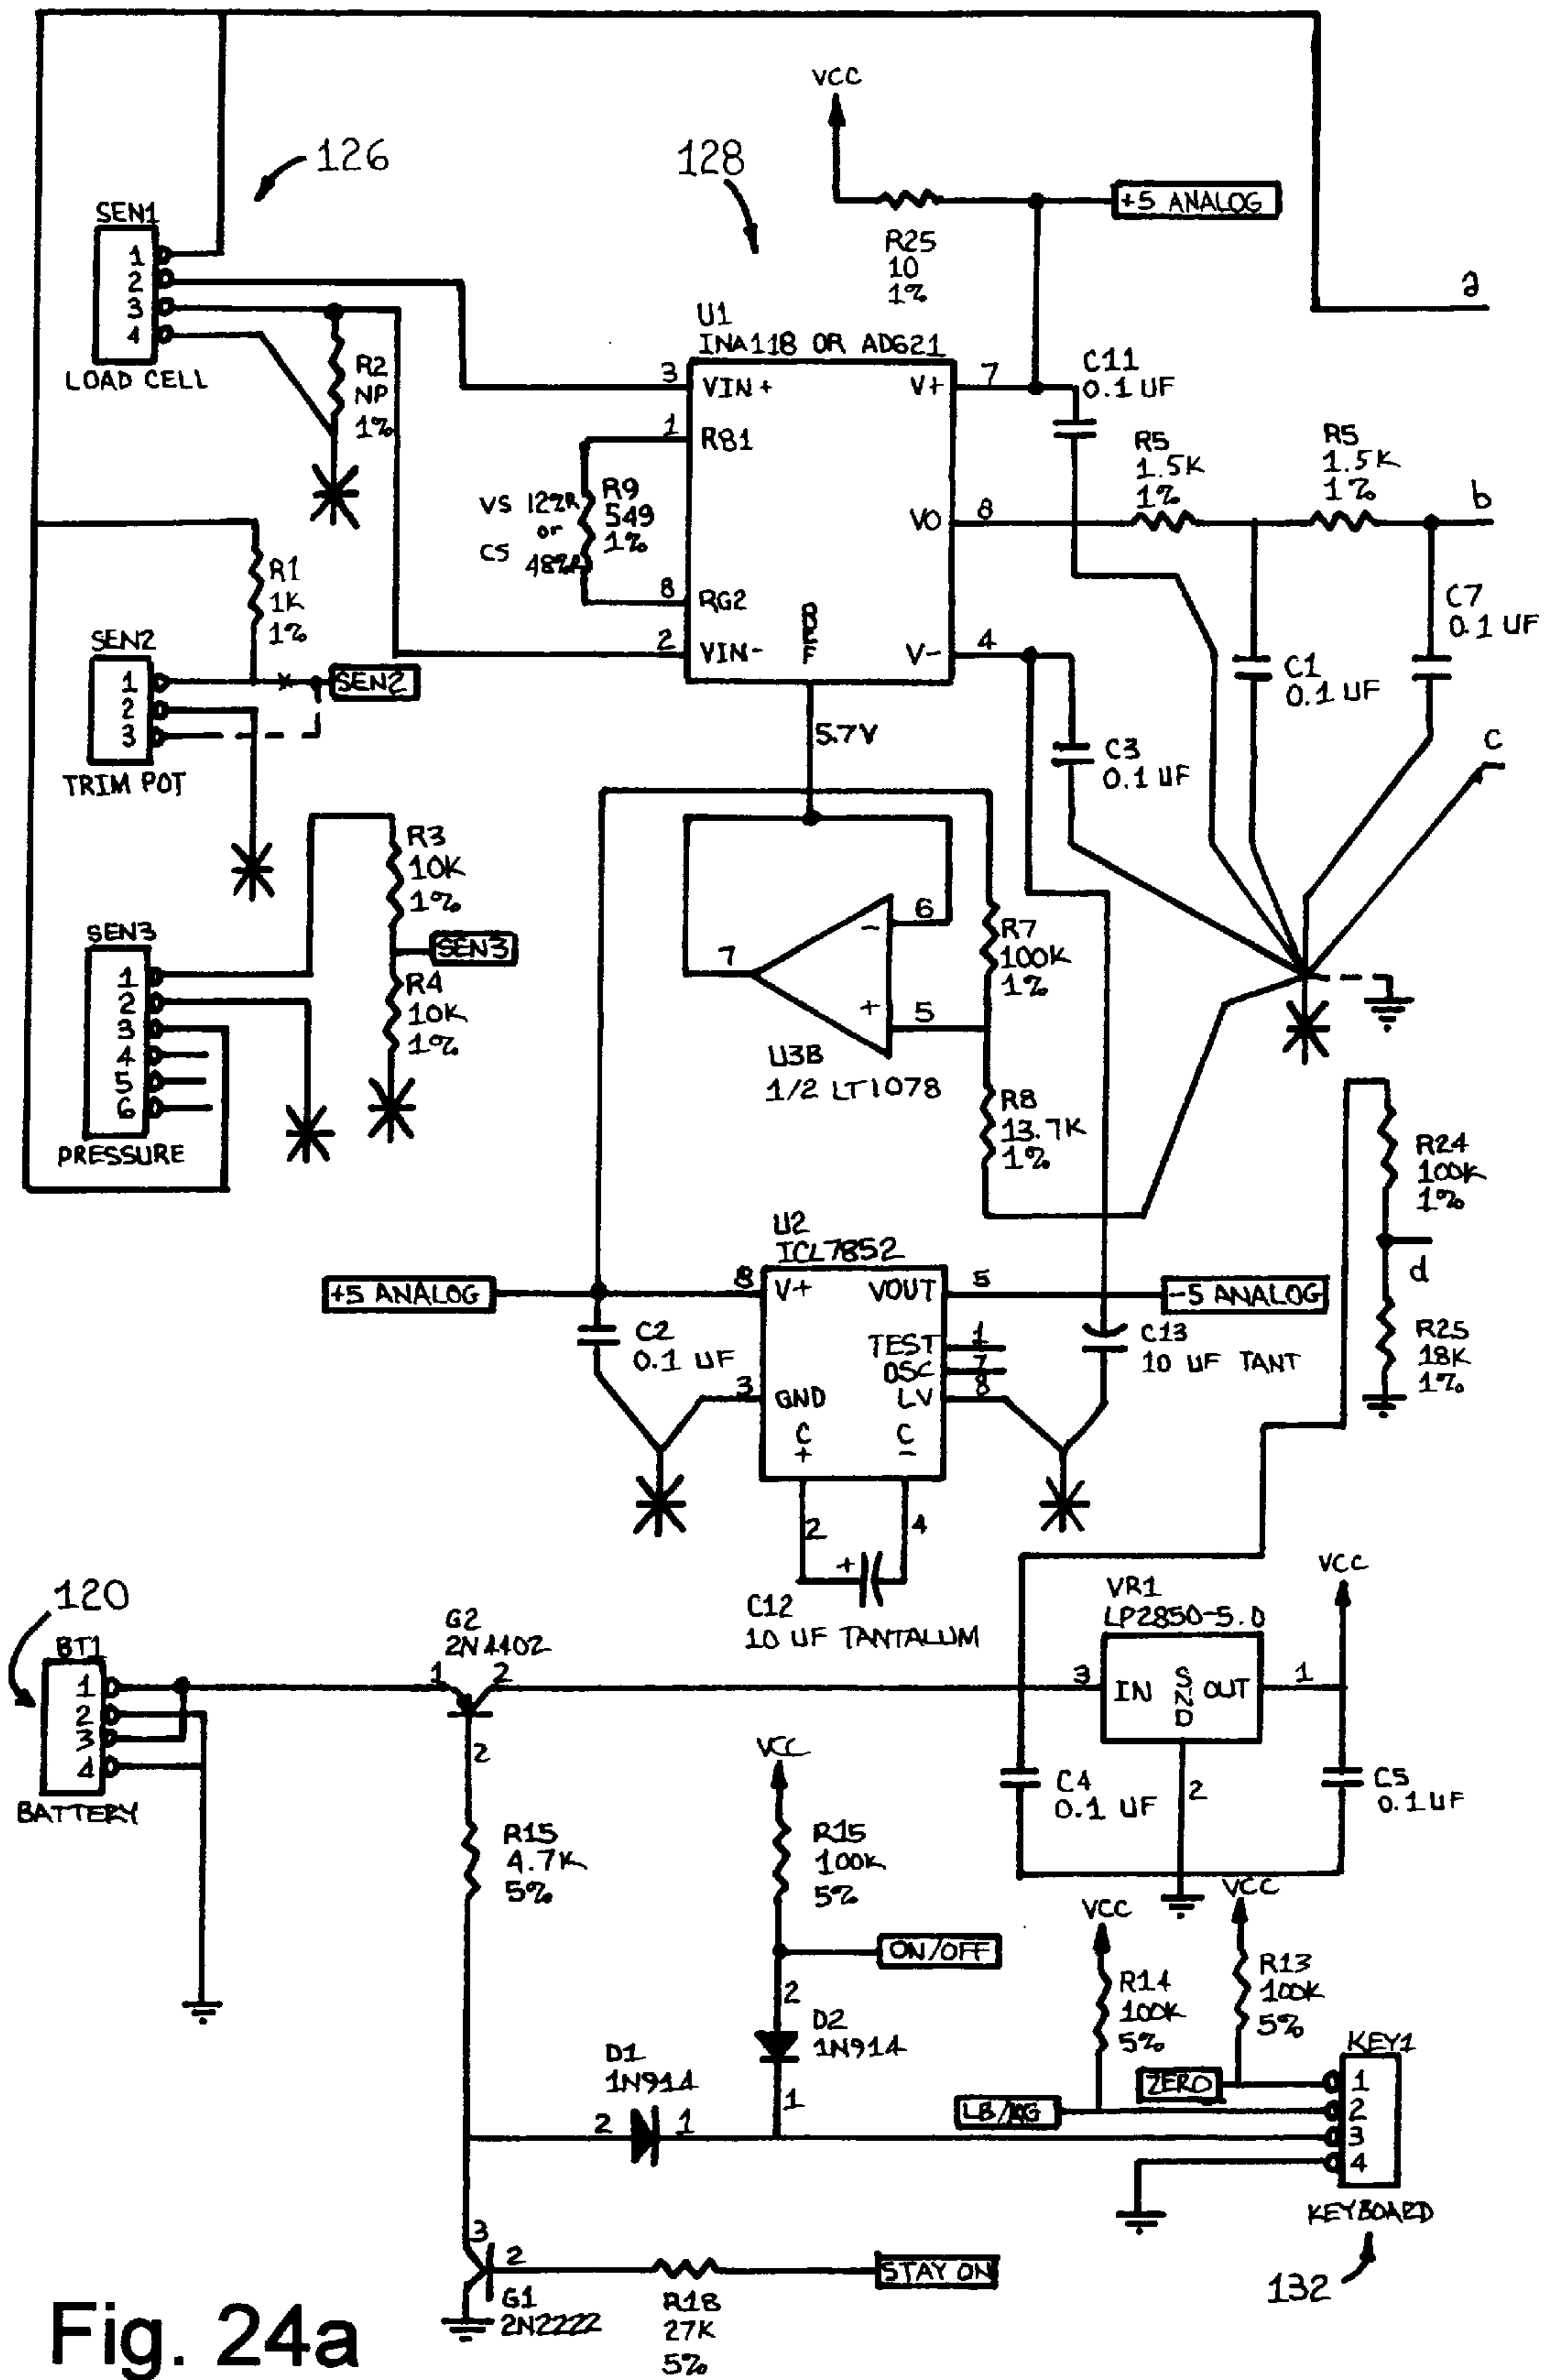 VCC
126
128
+5 ANALOG
SEN1
1
2
3
4
LOAD CELL
R2
NP
1%
R25
10
1%
a
U1
INA118 OR AD621
3
VIN+
V+
7
C11
0.1 UF
1
RB1
R9
549
1%
VS 122R
or
CS
VO
8
R5
1.5K
1%
R5
1.5K
1%
b
8
RG2
REF
2
VIN-
V-
4
R1
1K
1%
SEN2
1
2
3
SEN2
TRIM POT
5.7V
C3
0.1 UF
C1
0.1 UF
C7
0.1 UF
c
R3
10K
1%
SEN3
R4
10K
1%
SEN3
1
2
3
4
5
6
PRESSURE
6
-
7
+
5
U3B
1/2 LT1078
R7
100K
1%
R8
13.7K
1%
R24
100K
1%
d
R25
18K
1%
U2
ICL7852
+5 ANALOG
8
V+
VOUT
5
-5 ANALOG
C2
0.1 UF
TEST
1
OSC
7
LV
8
C13
10 UF TANT
3
GND
C
+
C
-
2
4
+
C12
10 UF TANTALUM
120
BT1
1
2
3
4
BATTERY
G2
2N4402
1
2
2
VR1
LP2850-5.0
3
IN
GND
OUT
1
VCC
2
C4
0.1 UF
C5
0.1 UF
R15
4.7K
5%
VCC
R15
100K
5%
ON/OFF
2
D2
1N914
1
D1
1N914
2
1
VCC
R14
100K
5%
VCC
R13
100K
5%
ZERO
LB/KG
KEY1
1
2
3
4
KEYBOARD
132
3
2
G1
2N2222
R18
27K
5%
STAY ON
Fig. 24a